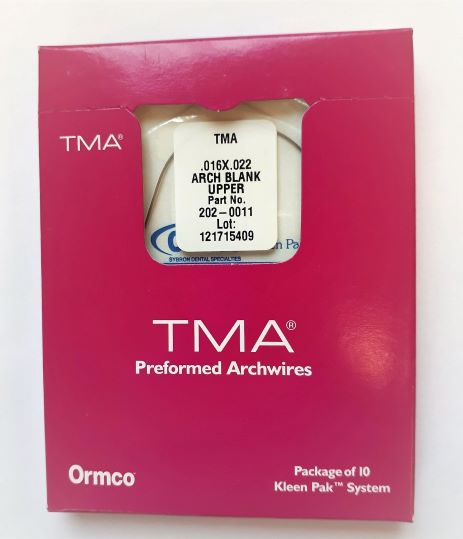 TMA®
TMA
.016X.022
ARCH BLANK
UPPER
Part No.
202-0011
Lot:
121715409
SYBRON DENTAL SPECIALTIES
TMA®
Preformed Archwires
Ormco
Package of 10
Kleen Pak™ System